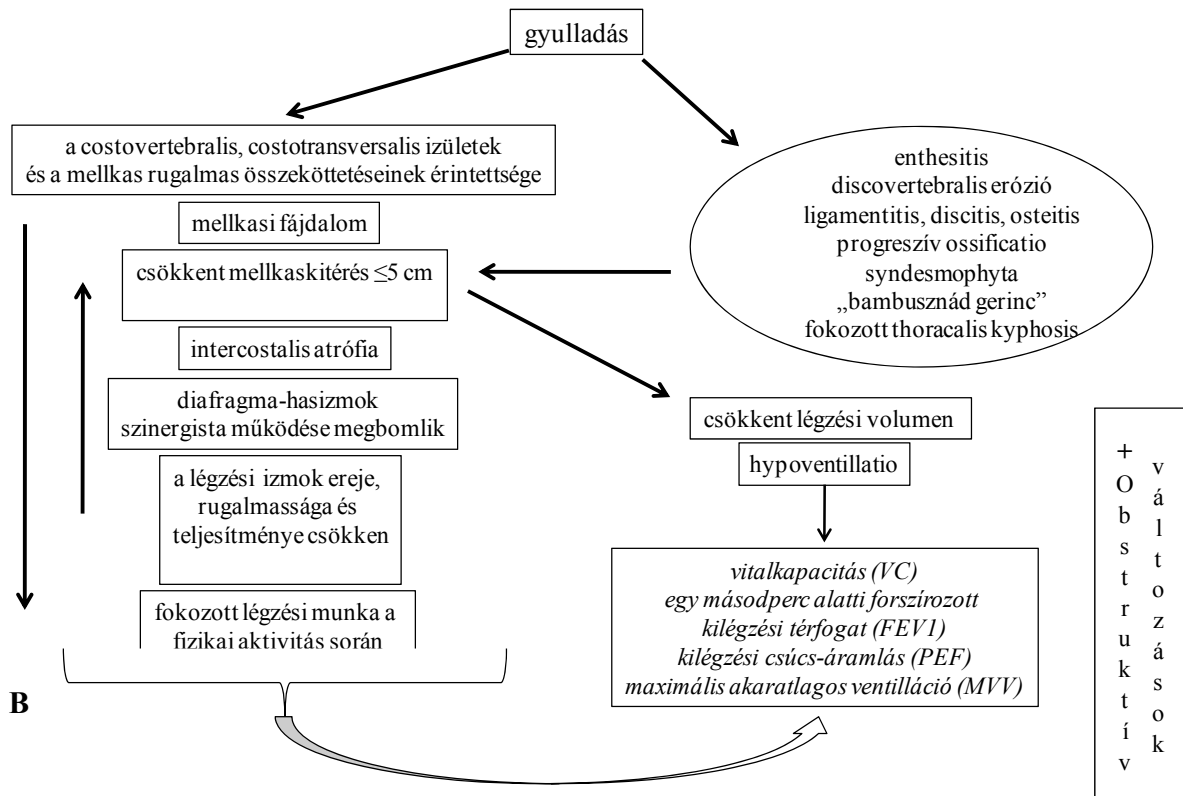 gyulladás
a costovertebralis, costotransversalis izületek
és a mellkas rugalmas összeköttetéseinek érintettsége
mellkasi fájdalom
csökkent mellkaskitérés ≤5 cm
intercostalis atrófia
diafragma-hasizmok
szinergista működése megbomlik
a légzési izmok ereje,
rugalmassága és
teljesítménye csökken
fokozott légzési munka a
fizikai aktivitás során
B
enthesitis
discovertebralis erózió
ligamentitis, discitis, osteitis
progreszív ossificatio
syndesmophyta
„bambusznád gerinc”
fokozott thoracalis kyphosis
csökkent légzési volumen
hypoventillatio
vitalkapacitás (VC)
egy másodperc alatti forszírozott
kilégzési térfogat (FEV1)
kilégzési csúcs-áramlás (PEF)
maximális akaratlagos ventilláció (MVV)
+Obstruktív
változások